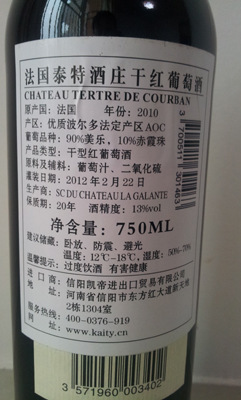 法国泰特酒庄干红葡萄酒
CHATEAU TERTRE DE COURBAN
原产国：法国 年份：2010
产区：优质波尔多法定产区AOC
葡萄品种：90%美乐，10%赤霞珠
类型：干型红葡萄酒
原料及辅料：葡萄汁、二氧化硫
灌装日期：2012年2月22日
生产商：SC DU CHATEAU LA GALANTE
保质期：20年 酒精度：13%vol
净含量：750ML
建议储藏：卧放、防震、避光
温度：12℃-18℃，湿度：50%-70%
温馨提示：过度饮酒 有害健康
进口商：信阳凯帝进出口贸易有限公司
地址：河南省信阳市东方红大道新天地
2栋1304室
服务热线：400-0376-919
网址：www.kaity.cn
3 760051 1301463
3 571960 003402